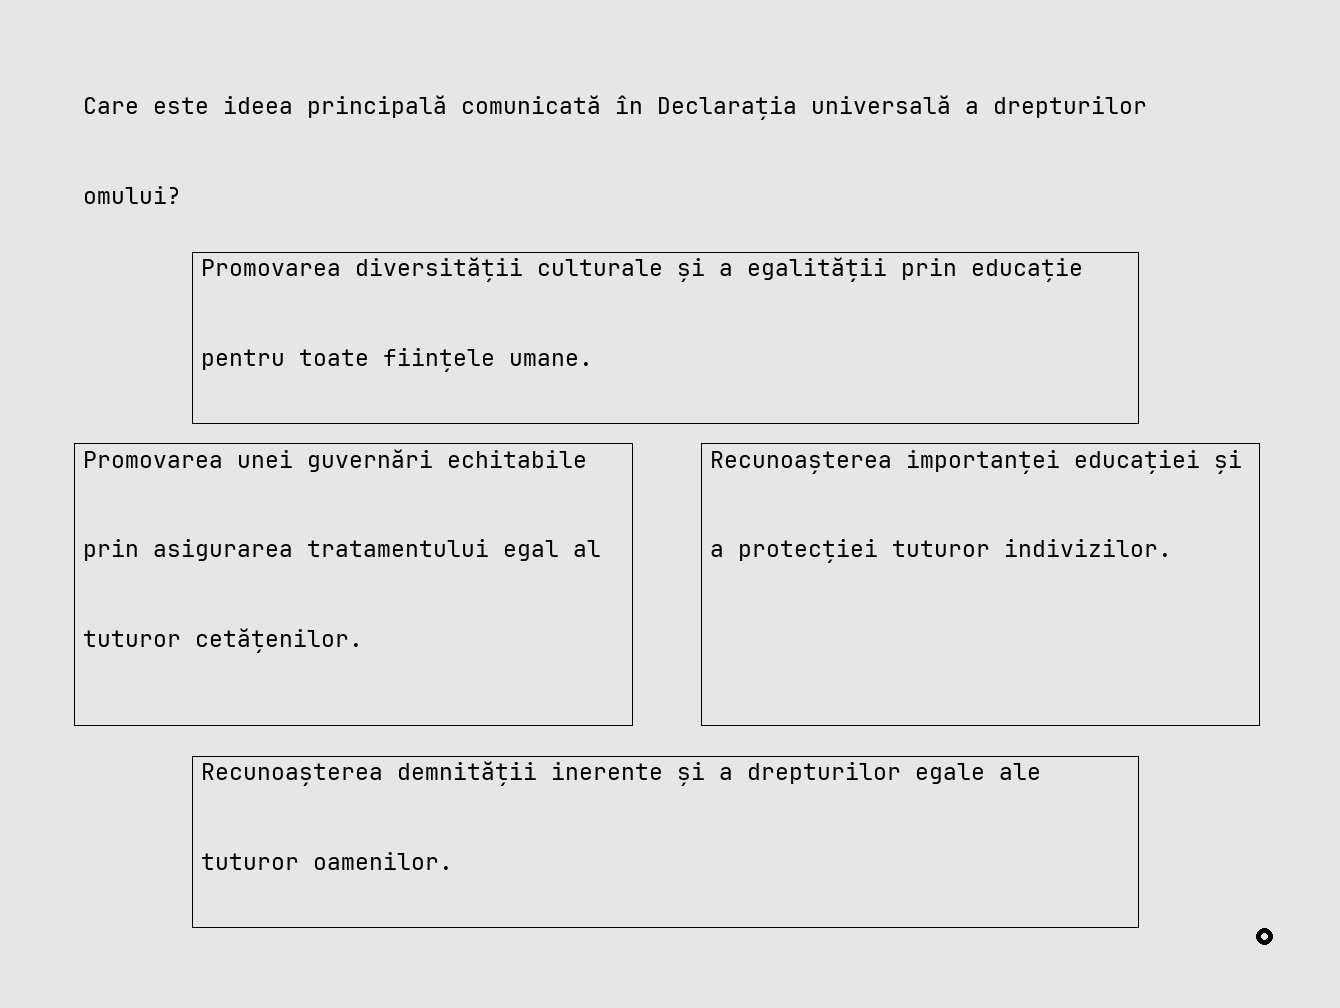 Care este ideea principală comunicată în Declarația universală a drepturilor
omului?
Promovarea diversității culturale și a egalității prin educație
pentru toate ființele umane.
Promovarea unei guvernări echitabile
prin asigurarea tratamentului egal al
tuturor cetățenilor.
Recunoașterea importanței educației și
a protecției tuturor indivizilor.
Recunoașterea demnității inerente și a drepturilor egale ale
tuturor oamenilor.